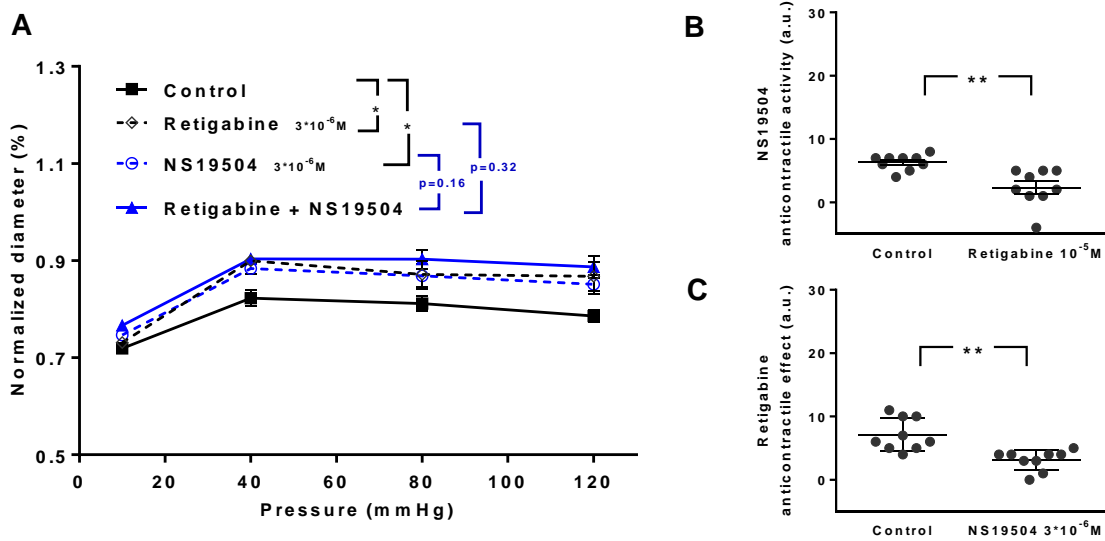 A
Normalized diameter (%)
1.3
1.1
0.9
0.7
0.5
Control
Retigabine 3*10-6M
NS19504 3*10-6M
Retigabine + NS19504
*
*
p=0.16
p=0.32
0 20 40 60 80 100 120
Pressure (mmHg)
B
NS19504
anticontractile activity (a.u.)
30
20
10
0
**
Control Retigabine 10-5M
C
Retigabine
anticontractile effect (a.u.)
30
20
10
0
**
Control NS19504 3*10-6M